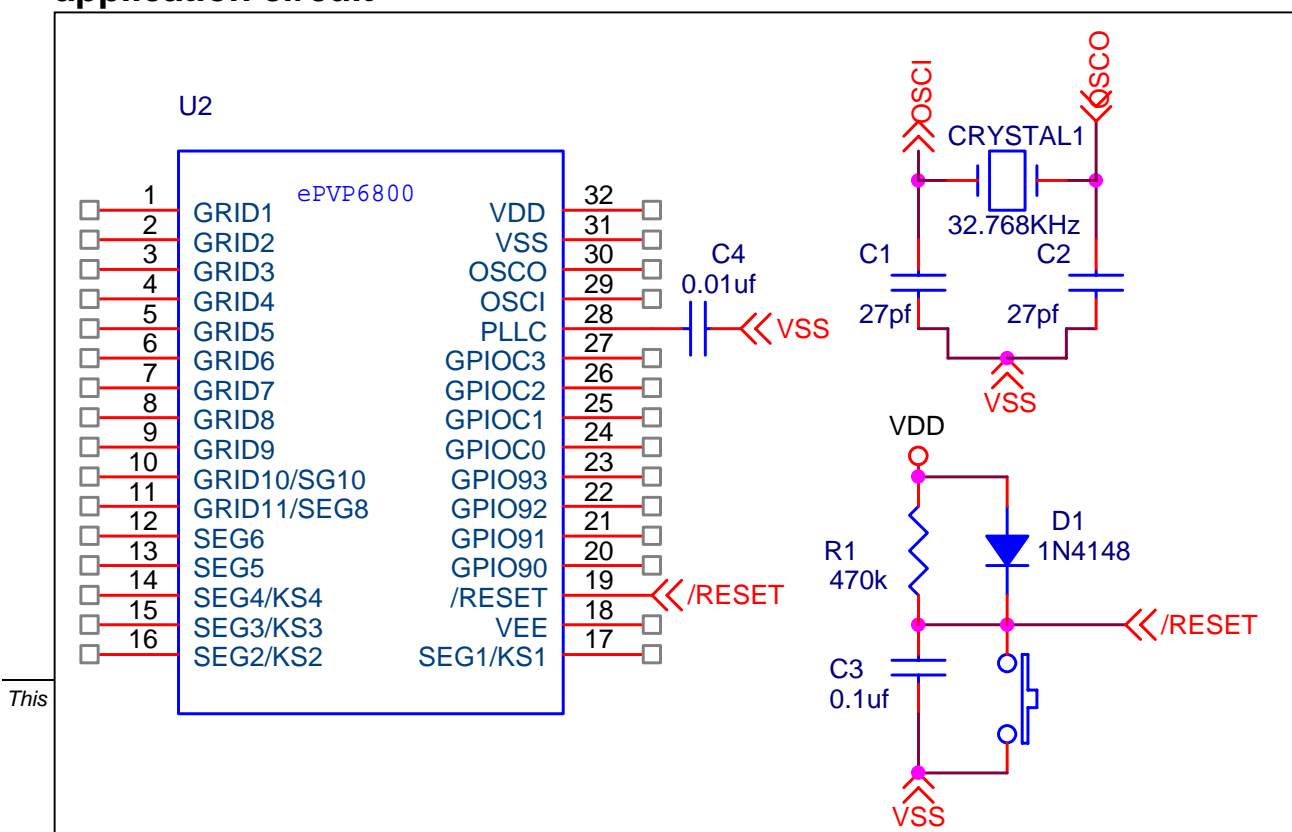 application circuit
U2
ePVP6800
1 GRID1
2 GRID2
3 GRID3
4 GRID4
5 GRID5
6 GRID6
7 GRID7
8 GRID8
9 GRID9
10 GRID10/SG10
11 GRID11/SEG8
12 SEG6
13 SEG5
14 SEG4/KS4
15 SEG3/KS3
16 SEG2/KS2
VDD 32
VSS 31
OSCO 30
OSCI 29
PLLC 28
GPIOC3 27
GPIOC2 26
GPIOC1 25
GPIOC0 24
GPIO93 23
GPIO92 22
GPIO91 21
GPIO90 20
/RESET 19
VEE 18
SEG1/KS1 17
C4
0.01uf
VSS
/RESET
OSCI
OSCO
CRYSTAL1
32.768KHz
C1
27pf
C2
27pf
VSS
VDD
R1
470k
D1
1N4148
/RESET
C3
0.1uf
VSS
This